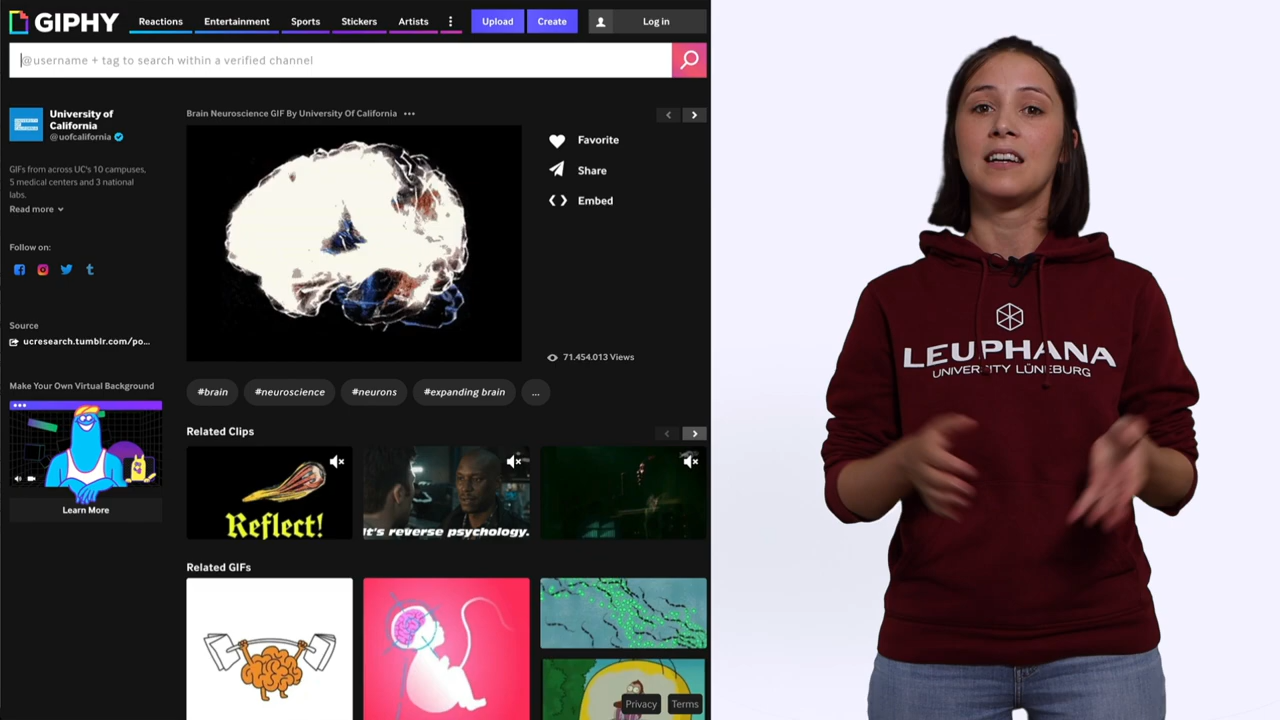 GIPHY
Reactions
Entertainment
Sports
Stickers
Artists
Upload
Create
Log in
@username + tag to search within a verified channel
University of
California
@uofcalifornia
GIFs from across UC's 10 campuses,
5 medical centers and 3 national
labs.
Read more
Follow on:
Source
ucresearch.tumblr.com/po...
Make Your Own Virtual Background
Learn More
Brain Neuroscience GIF By University Of California
Favorite
Share
Embed
71.454.013 Views
#brain
#neuroscience
#neurons
#expanding brain
...
Related Clips
Reflect!
It's reverse psychology.
Related GIFs
Privacy
Terms
LEUPHANA
UNIVERSITY LÜNEBURG